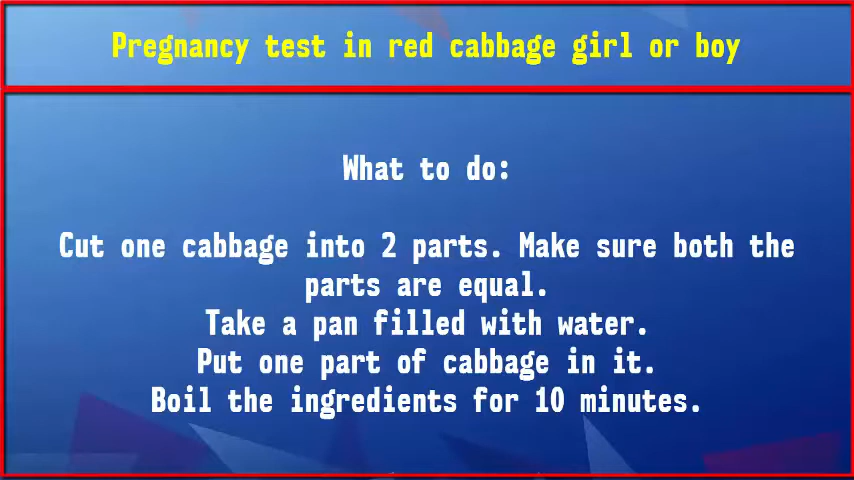 Pregnancy test in red cabbage girl or boy
What to do:
Cut one cabbage into 2 parts. Make sure both the
parts are equal.
Take a pan filled with water.
Put one part of cabbage in it.
Boil the ingredients for 10 minutes.